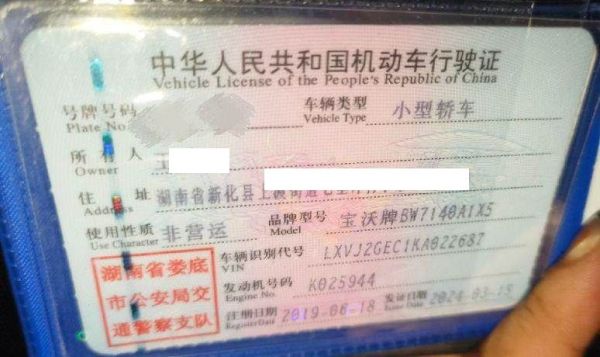 中华人民共和国机动车行驶证
Vehicle License of the People's Republic of China
号牌号码
Plate No.
车辆类型
Vehicle Type
小型轿车
所有人
Owner
住址
Address
湖南省新化县上渡街道
使用性质
Use Character
非营运
品牌型号
Model
宝沃牌BW7140A1X5
车辆识别代号
VIN
LXVJ2GEC1KA022687
发动机号码
Engine No.
K025944
注册日期
Register Date
2019-06-18
发证日期
Issue Date
2024-03-15
湖南省娄底
市公安局交
通警察支队